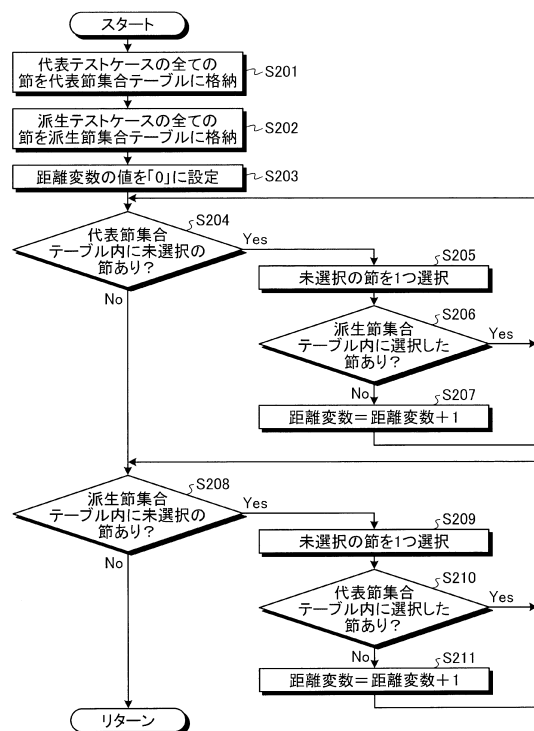 スタート
代表テストケースの全ての
節を代表節集合テーブルに格納
S201
派生テストケースの全ての
節を派生節集合テーブルに格納
S202
距離変数の値を「0」に設定
S203
S204
代表節集合
テーブル内に未選択の
節あり？
Yes
No
S205
未選択の節を1つ選択
S206
派生節集合
テーブル内に選択した
節あり？
Yes
No
S207
距離変数＝距離変数＋1
S208
派生節集合
テーブル内に未選択の
節あり？
Yes
No
S209
未選択の節を1つ選択
S210
代表節集合
テーブル内に選択した
節あり？
Yes
No
S211
距離変数＝距離変数＋1
リターン